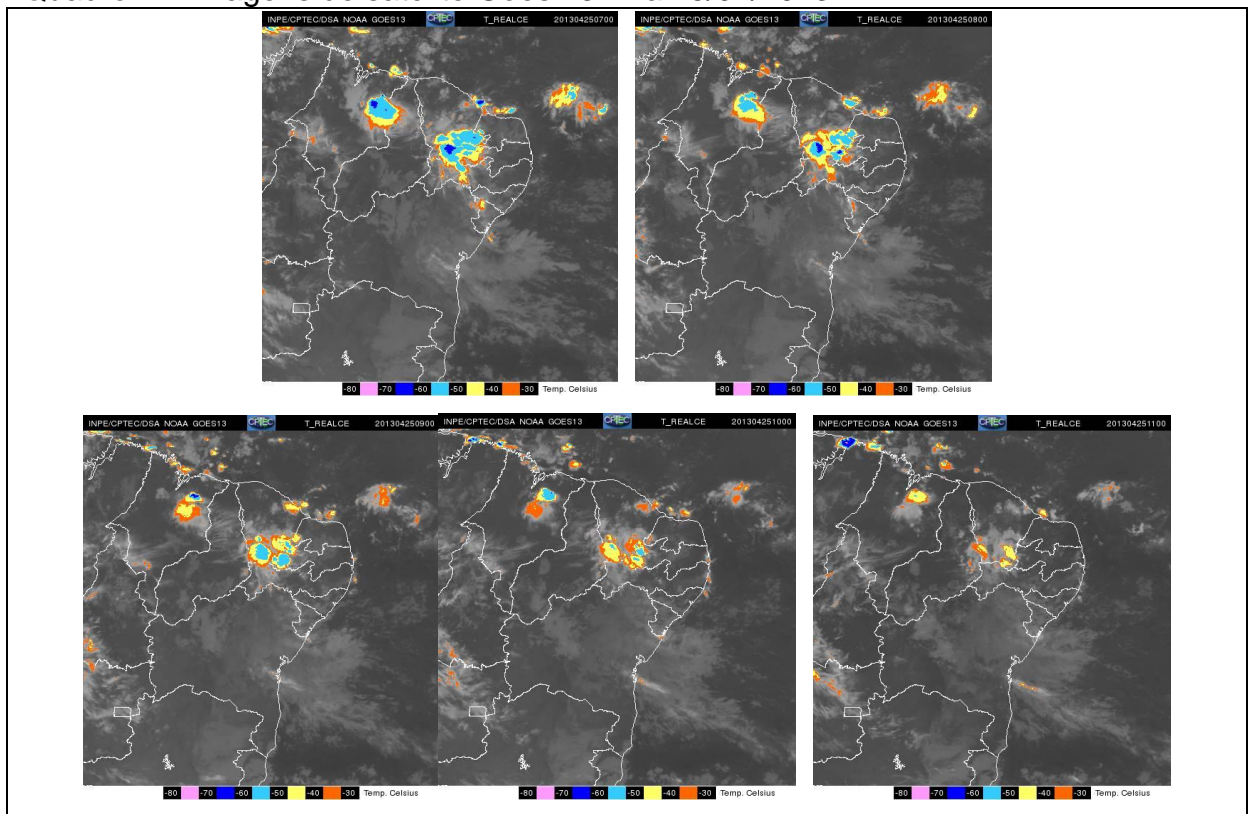 INPE/CPTEC/DSA NOAA GOES13 CPTEC T_REALCE 201304250700
INPE/CPTEC/DSA NOAA GOES13 CPTEC T_REALCE 201304250800
-80 -70 -60 -50 -40 -30 Temp. Celsius
-80 -70 -60 -50 -40 -30 Temp. Celsius
INPE/CPTEC/DSA NOAA GOES13 CPTEC T_REALCE 201304250900
INPE/CPTEC/DSA NOAA GOES13 CPTEC T_REALCE 201304251000
INPE/CPTEC/DSA NOAA GOES13 CPTEC T_REALCE 201304251100
-80 -70 -60 -50 -40 -30 Temp. Celsius
-80 -70 -60 -50 -40 -30 Temp. Celsius
-80 -70 -60 -50 -40 -30 Temp. Celsius